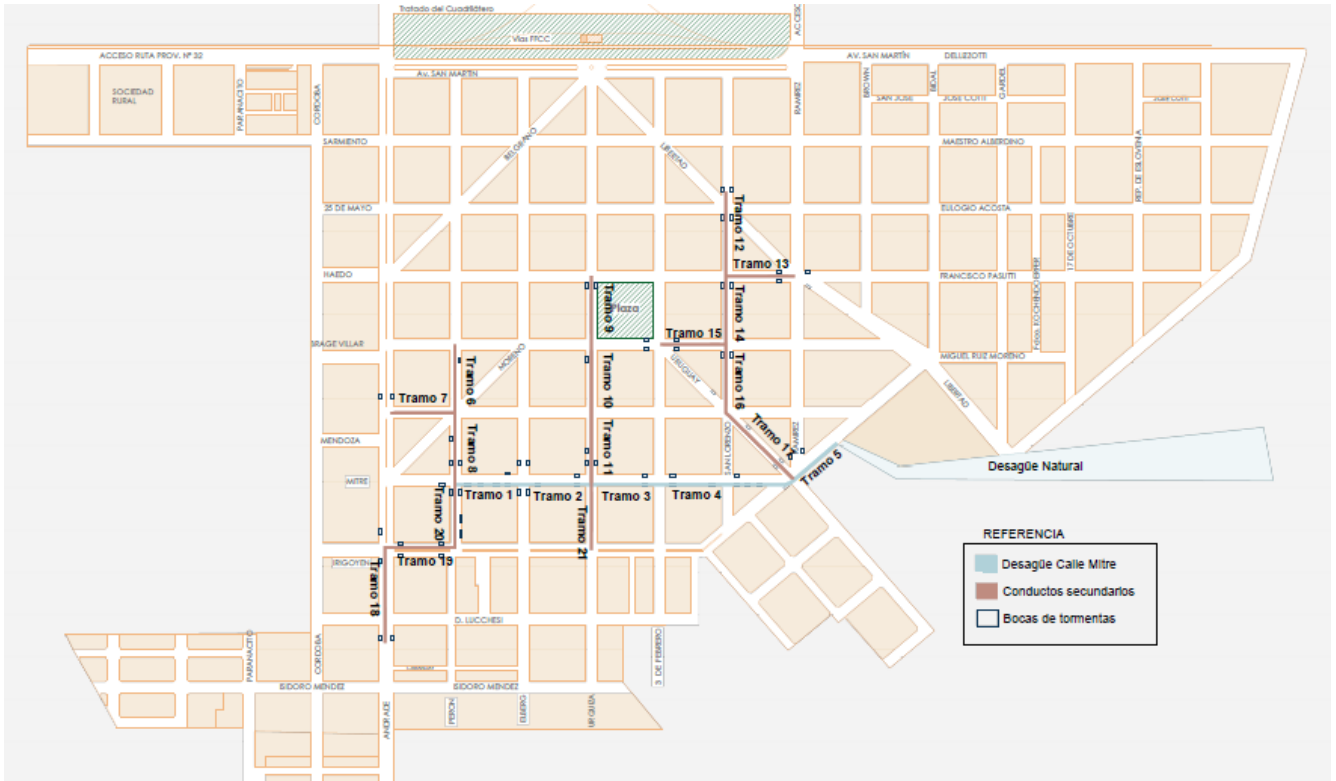 Tratado del Cuadrilátero
ACCESO
Vías FFCC
ACCESO RUTA PROV. Nº 32
AV. SAN MARTÍN
DELLEZOTTI
Av. SAN MARTIN
SOCIEDAD
RURAL
PARANACITO
CORDOBA
RAMIREZ
BROWN
BIDAL
GARDEL
SAN JOSE
JOSE COTTI
SARMIENTO
BELGRANO
LIBERTAD
MAESTRO ALBERDINO
REP. DE ESLOVENIA
25 DE MAYO
EULOGIO ACOSTA
Tramo 12
17 DE OCTUBRE
HAEDO
Tramo 13
FRANCISCO PASUTTI
Tramo 9
Plaza
Tramo 14
Tramo 15
BRAGE VILLAR
MORENO
URUGUAY
MIGUEL RUIZ MORENO
Tramo 6
Tramo 7
Tramo 10
Tramo 16
LIBERTAD
MENDOZA
Tramo 8
Tramo 11
SAN LORENZO
Tramo 17
RAMIREZ
Tramo 5
Desagüe Natural
MITRE
Tramo 1
Tramo 2
Tramo 3
Tramo 4
Tramo 20
Tramo 21
REFERENCIA
IRIGOYEN
Tramo 19
Tramo 18
Desagüe Calle Mitre
Conductos secundarios
Bocas de tormentas
D. LUCCHESI
PARANACITO
CORDOBA
3 DE FEBRERO
ISIDORO MENDEZ
ISIDORO MENDEZ
ANDRADE
PERON
ELBERG
URQUIZA